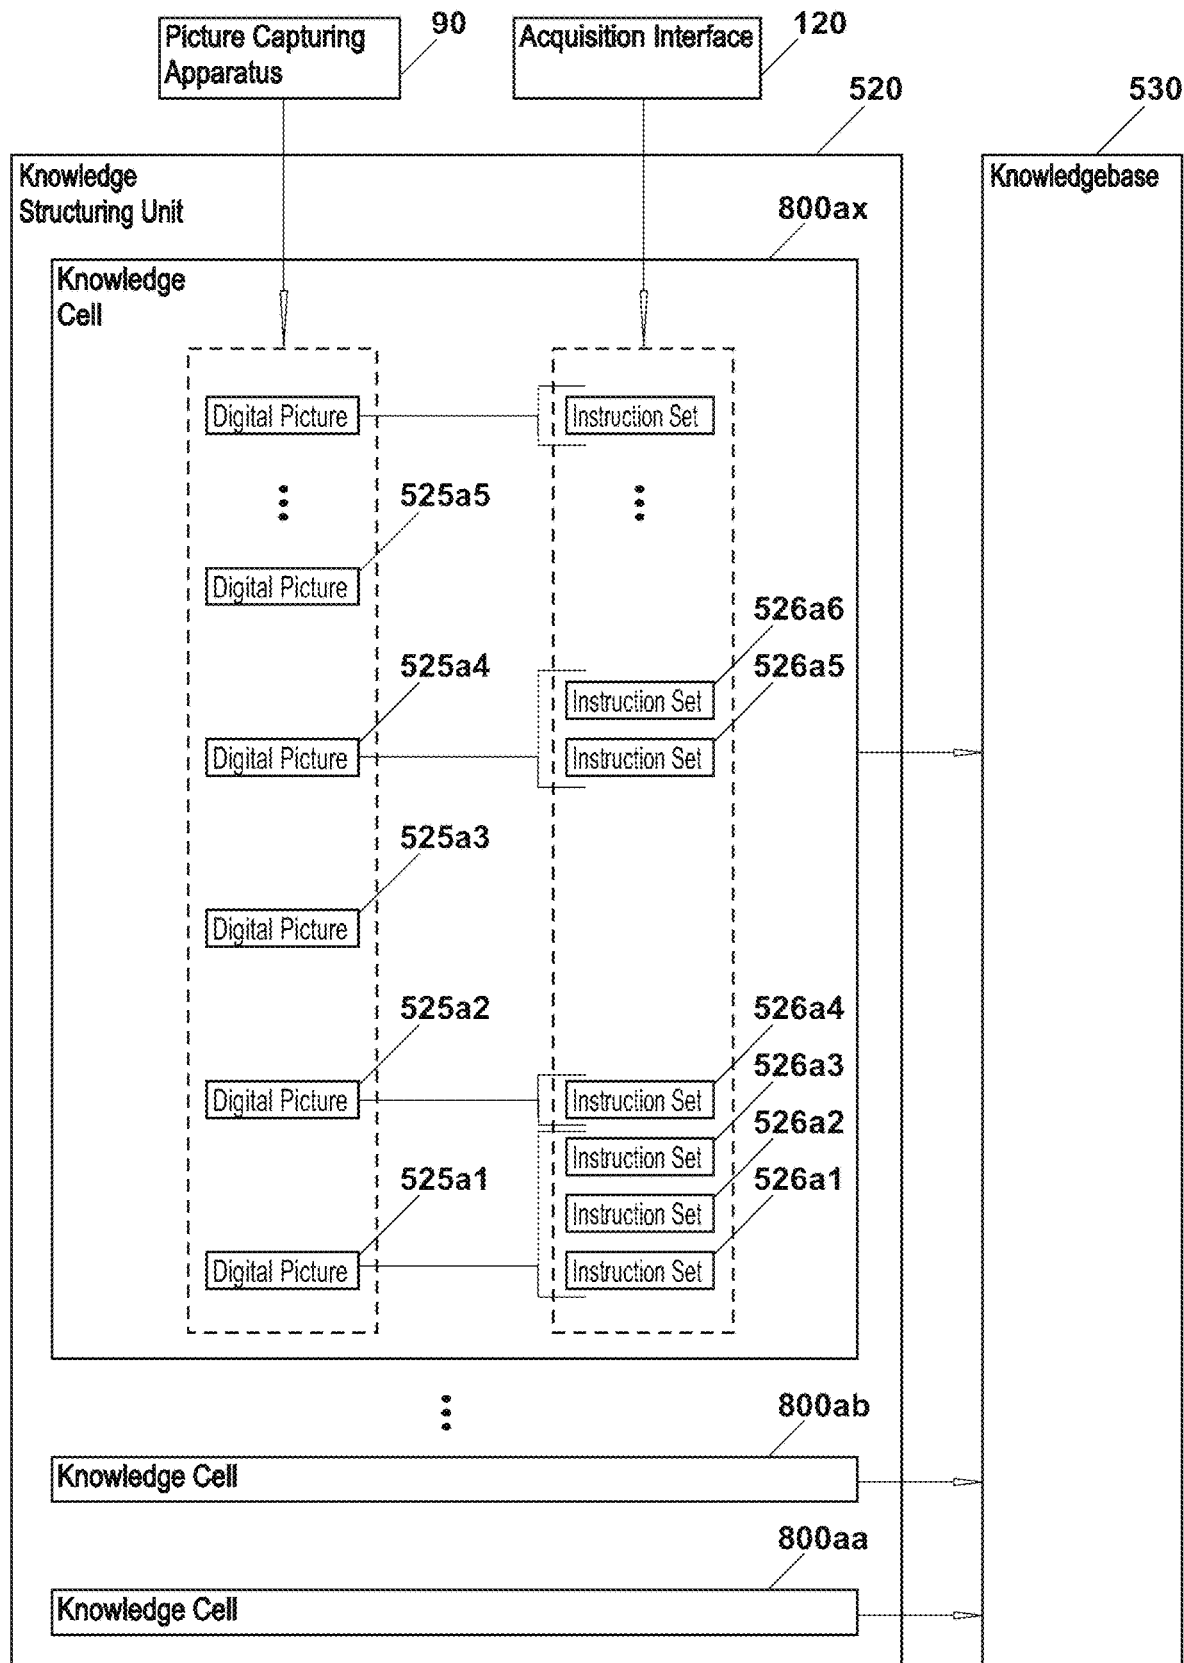 Picture Capturing
Apparatus
90
Acquisition Interface
120
520
530
Knowledge
Structuring Unit
Knowledgebase
800ax
Knowledge
Cell
Digital Picture
Instruction Set
525a5
Digital Picture
526a6
Instruction Set
525a4
526a5
Digital Picture
Instruction Set
525a3
Digital Picture
525a2
526a4
Digital Picture
Instruction Set
526a3
Instruction Set
526a2
Instruction Set
525a1
526a1
Digital Picture
Instruction Set
800ab
Knowledge Cell
800aa
Knowledge Cell